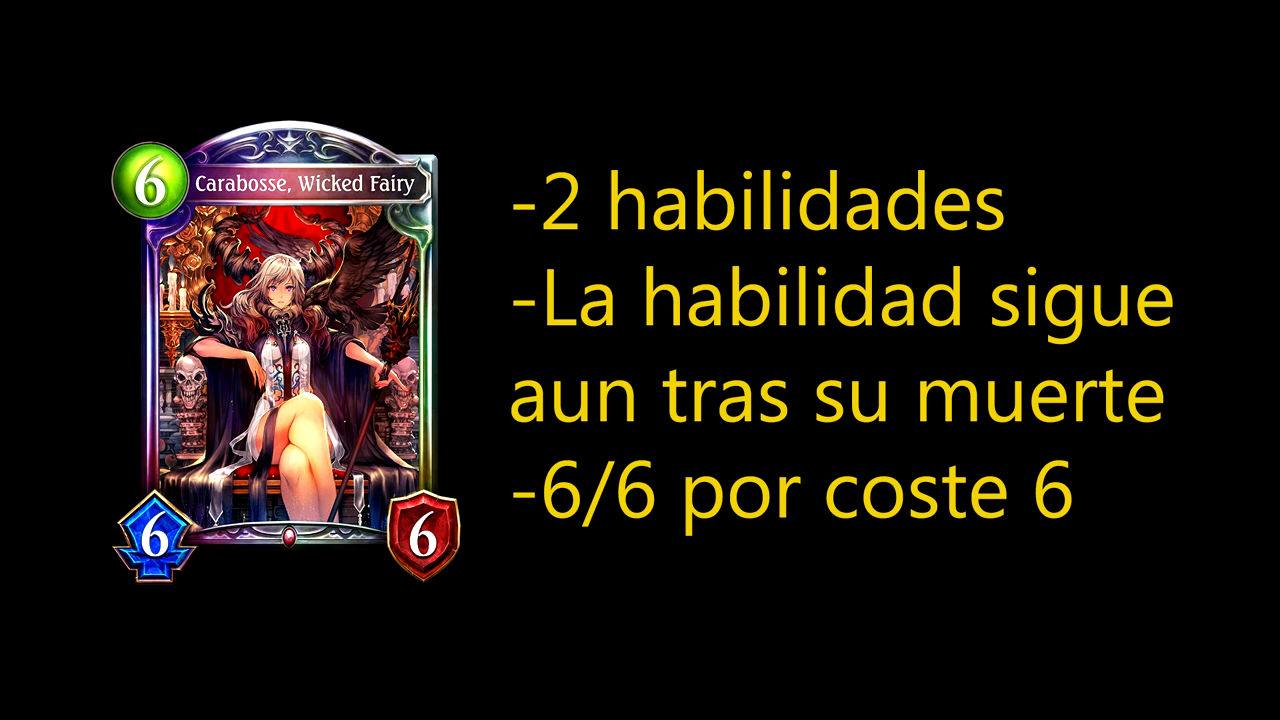 6
Carabosse, Wicked Fairy
6
6
-2 habilidades
-La habilidad sigue
aun tras su muerte
-6/6 por coste 6